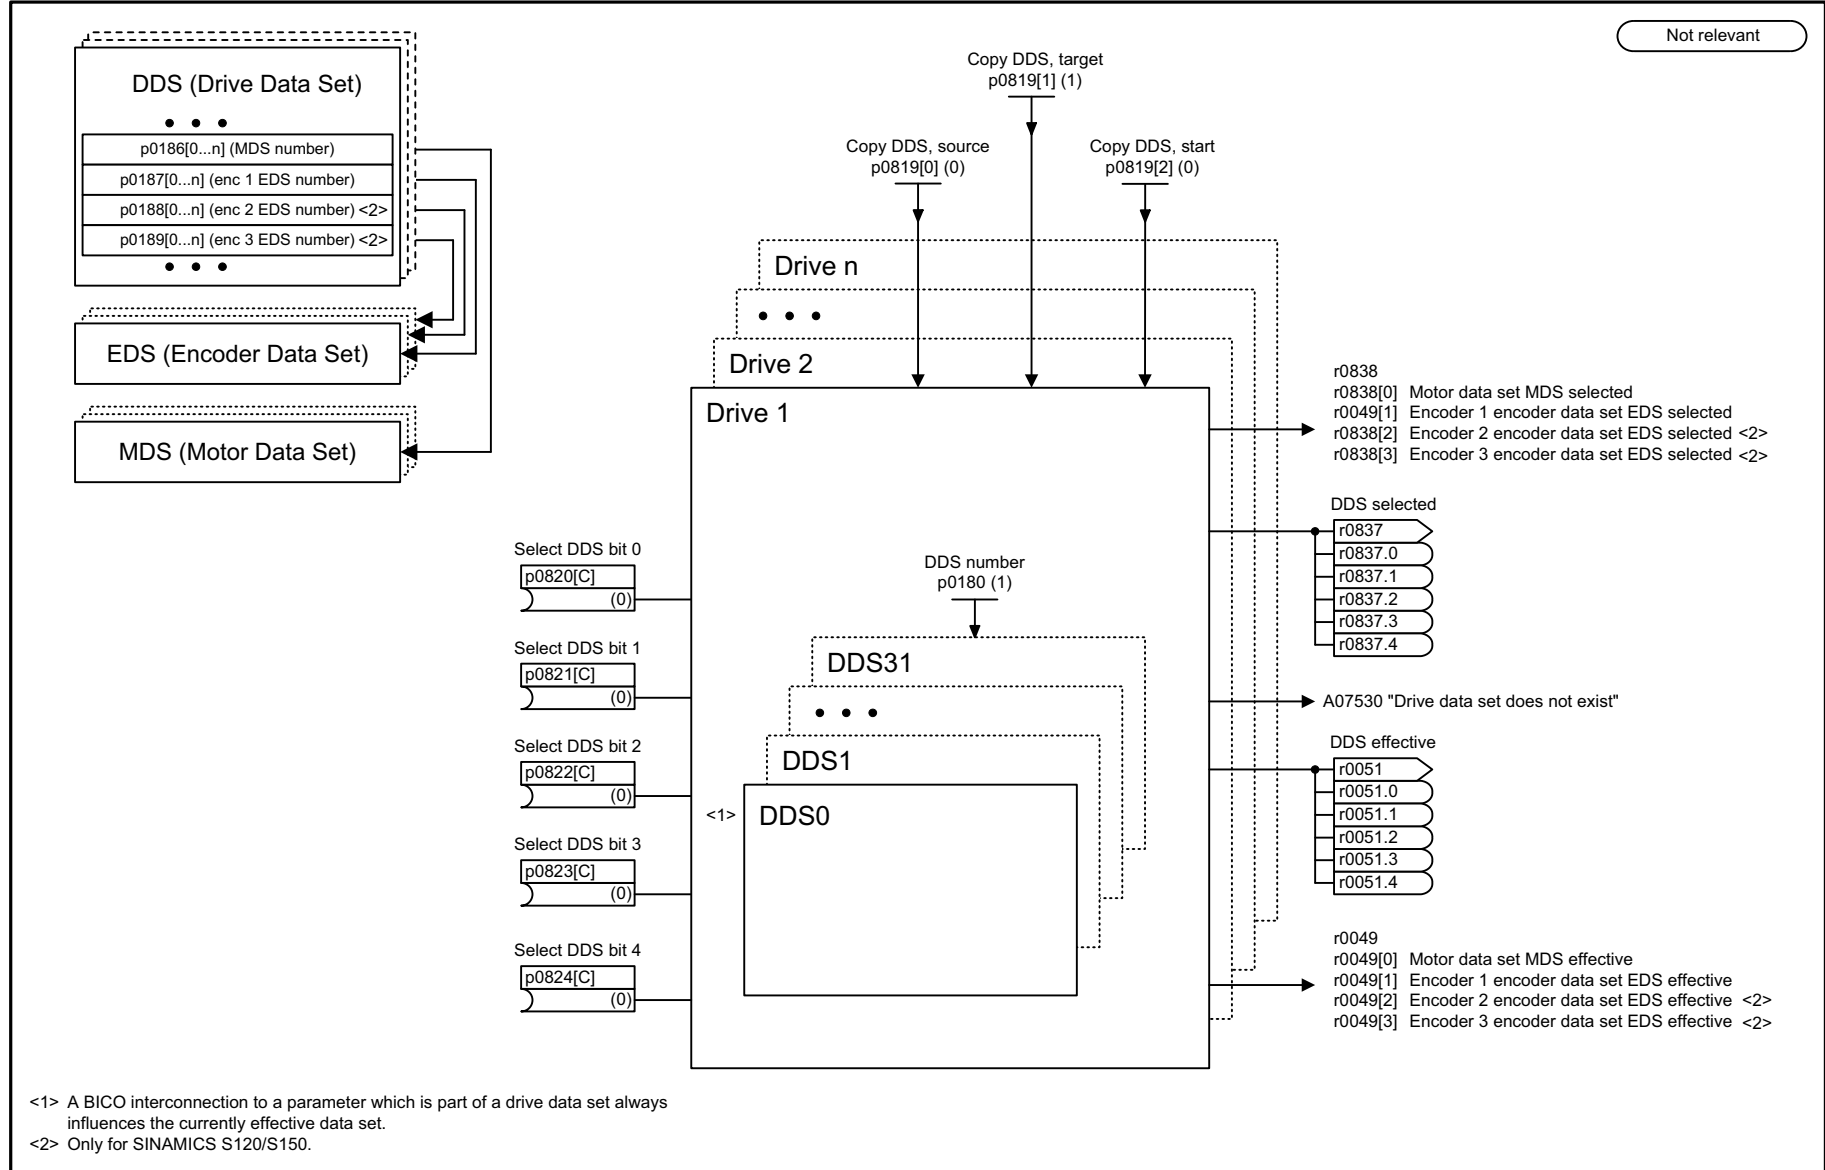 Not relevant
DDS (Drive Data Set)
p0186[0...n] (MDS number)
p0187[0...n] (enc 1 EDS number)
p0188[0...n] (enc 2 EDS number) <2>
p0189[0...n] (enc 3 EDS number) <2>
EDS (Encoder Data Set)
MDS (Motor Data Set)
Copy DDS, target
p0819[1] (1)
Copy DDS, source
p0819[0] (0)
Copy DDS, start
p0819[2] (0)
Drive n
Drive 2
Drive 1
Select DDS bit 0
p0820[C]
(0)
Select DDS bit 1
p0821[C]
(0)
Select DDS bit 2
p0822[C]
(0)
Select DDS bit 3
p0823[C]
(0)
Select DDS bit 4
p0824[C]
(0)
DDS number
p0180 (1)
DDS31
DDS1
<1>
DDS0
r0838
r0838[0] Motor data set MDS selected
r0049[1] Encoder 1 encoder data set EDS selected
r0838[2] Encoder 2 encoder data set EDS selected <2>
r0838[3] Encoder 3 encoder data set EDS selected <2>
DDS selected
r0837
r0837.0
r0837.1
r0837.2
r0837.3
r0837.4
A07530 "Drive data set does not exist"
DDS effective
r0051
r0051.0
r0051.1
r0051.2
r0051.3
r0051.4
r0049
r0049[0] Motor data set MDS effective
r0049[1] Encoder 1 encoder data set EDS effective
r0049[2] Encoder 2 encoder data set EDS effective <2>
r0049[3] Encoder 3 encoder data set EDS effective <2>
<1> A BICO interconnection to a parameter which is part of a drive data set always
influences the currently effective data set.
<2> Only for SINAMICS S120/S150.